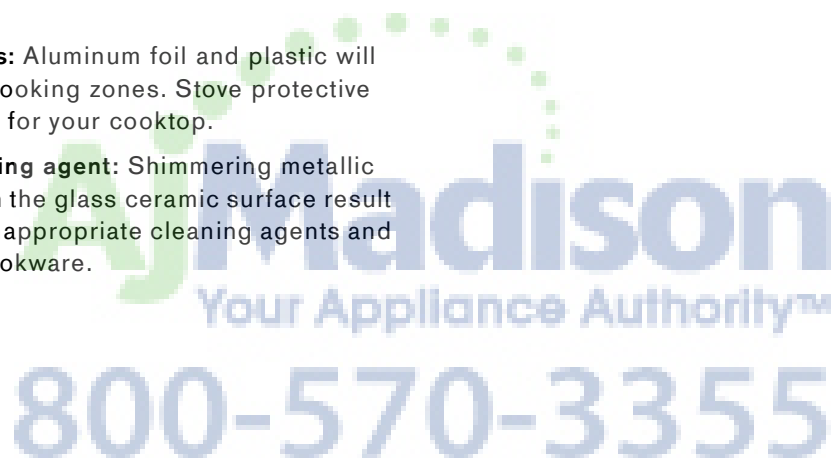 s: Aluminum foil and plastic will
ooking zones. Stove protective
for your cooktop.
ing agent: Shimmering metallic
n the glass ceramic surface result
appropriate cleaning agents and
okware.
AjMadison
Your Appliance Authority™
800-570-3355